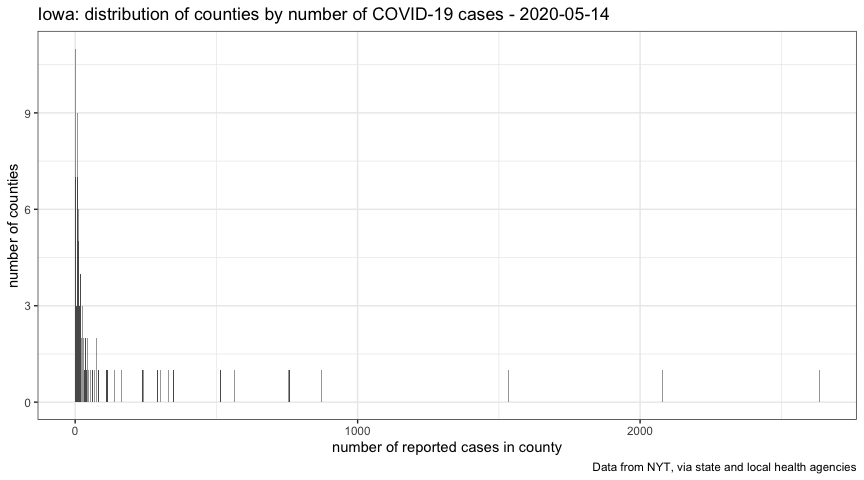 Iowa: distribution of counties by number of COVID-19 cases - 2020-05-14
number of counties
9
6
3
0
0 1000 2000
number of reported cases in county
Data from NYT, via state and local health agencies